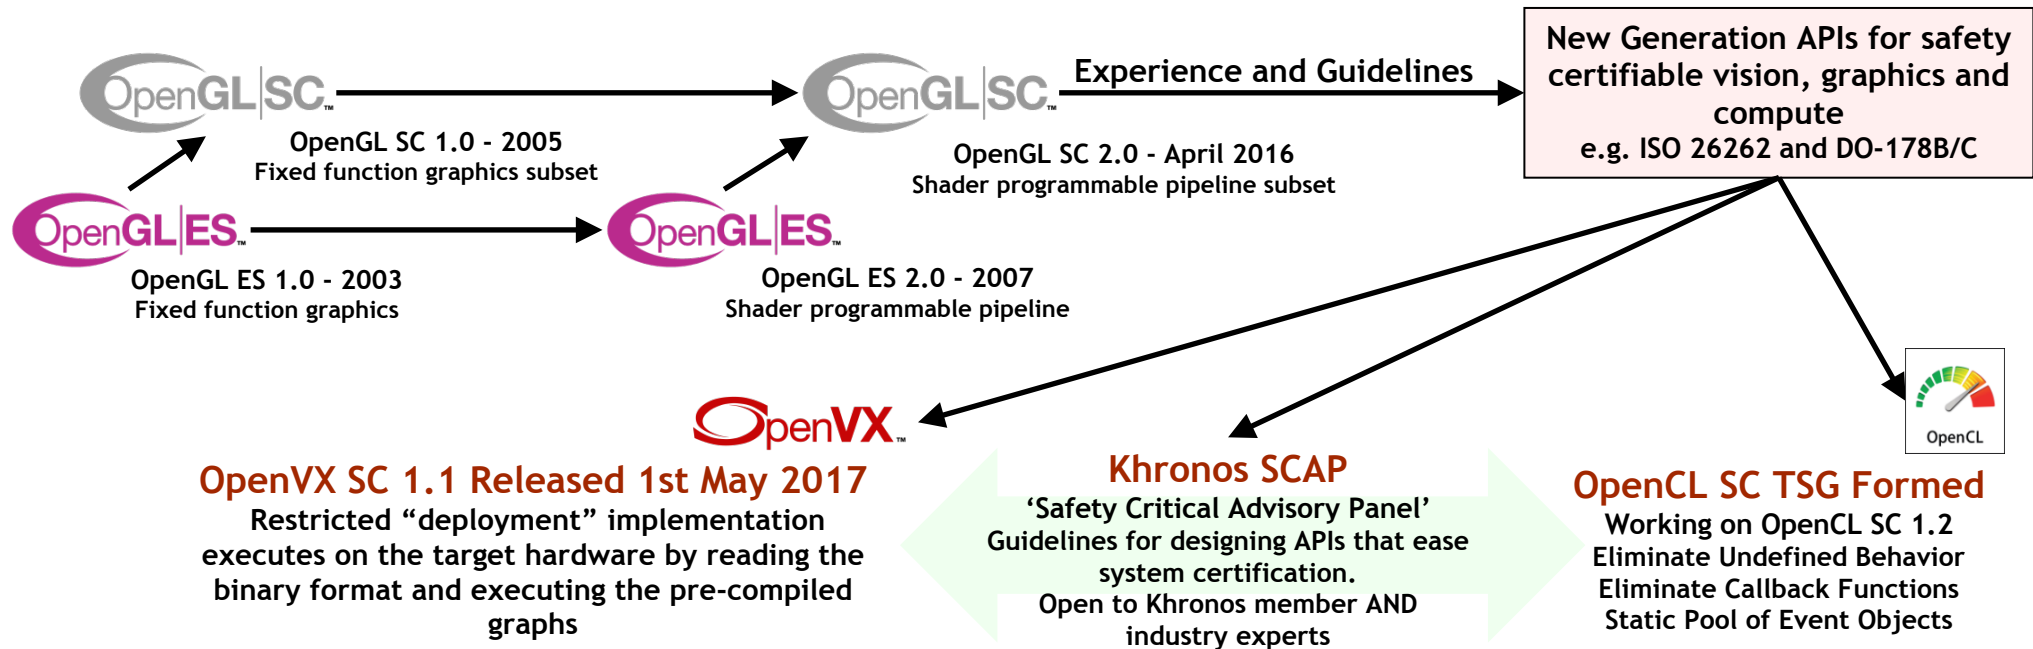 OpenGL|SC™
OpenGL SC 1.0 - 2005
Fixed function graphics subset
OpenGL|ES™
OpenGL ES 1.0 - 2003
Fixed function graphics
OpenGL|SC™
Experience and Guidelines
OpenGL SC 2.0 - April 2016
Shader programmable pipeline subset
OpenGL|ES™
OpenGL ES 2.0 - 2007
Shader programmable pipeline
New Generation APIs for safety
certifiable vision, graphics and
compute
e.g. ISO 26262 and DO-178B/C
OpenVX™
OpenVX SC 1.1 Released 1st May 2017
Restricted “deployment” implementation
executes on the target hardware by reading the
binary format and executing the pre-compiled
graphs
Khronos SCAP
‘Safety Critical Advisory Panel’
Guidelines for designing APIs that ease
system certification.
Open to Khronos member AND
industry experts
OpenCL
OpenCL SC TSG Formed
Working on OpenCL SC 1.2
Eliminate Undefined Behavior
Eliminate Callback Functions
Static Pool of Event Objects